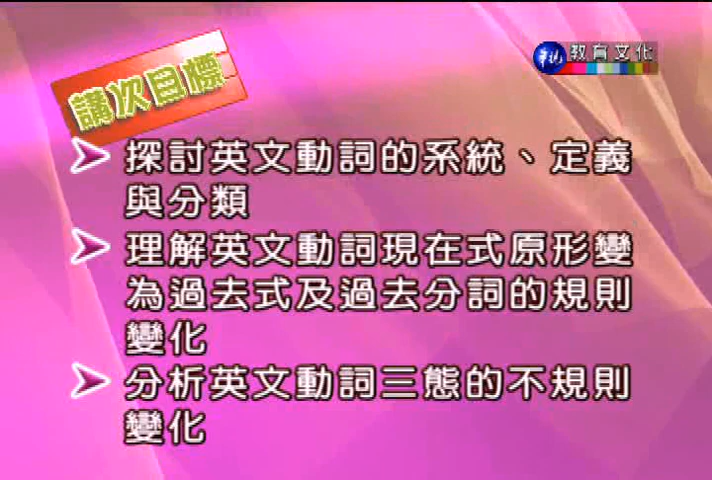 華視 教育文化
講次目標
探討英文動詞的系統、定義
與分類
理解英文動詞現在式原形變
為過去式及過去分詞的規則
變化
分析英文動詞三態的不規則
變化